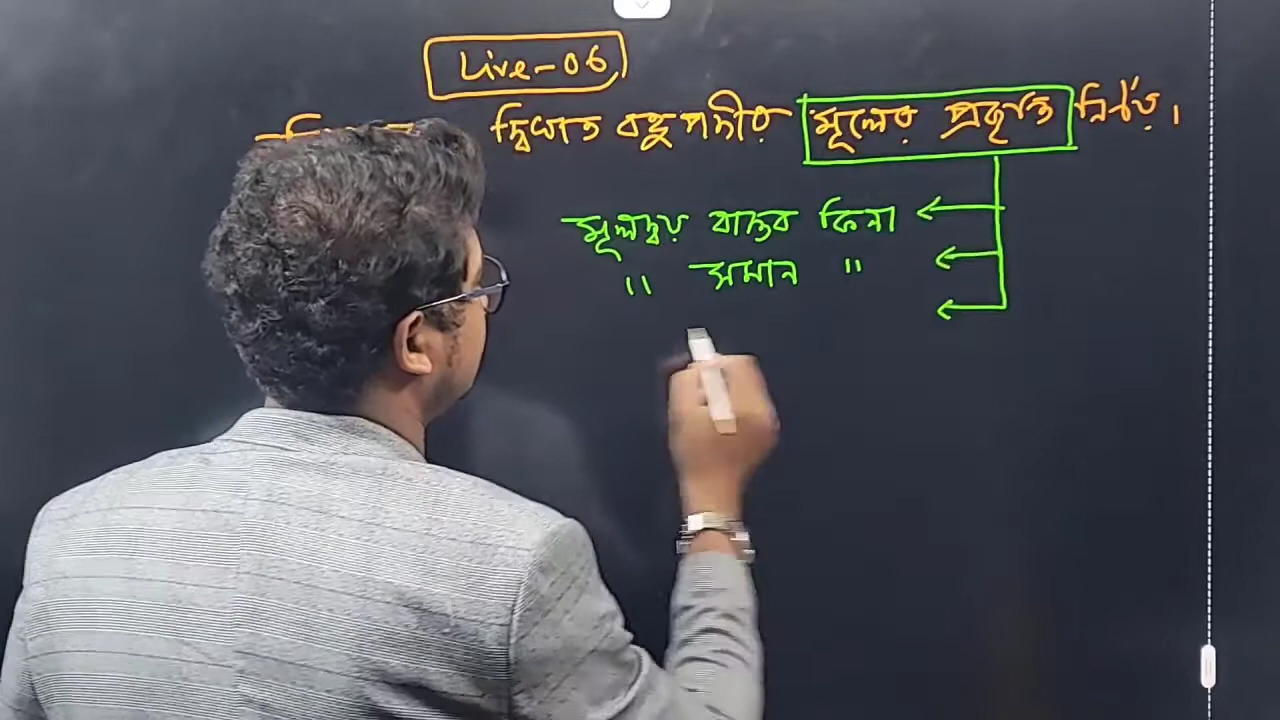 Live-06
দ্বিঘাত বহুপদীর মূলের প্রকৃতি নির্ণয়।
মূলদ্বয় বাস্তব কিনা
" সমান "